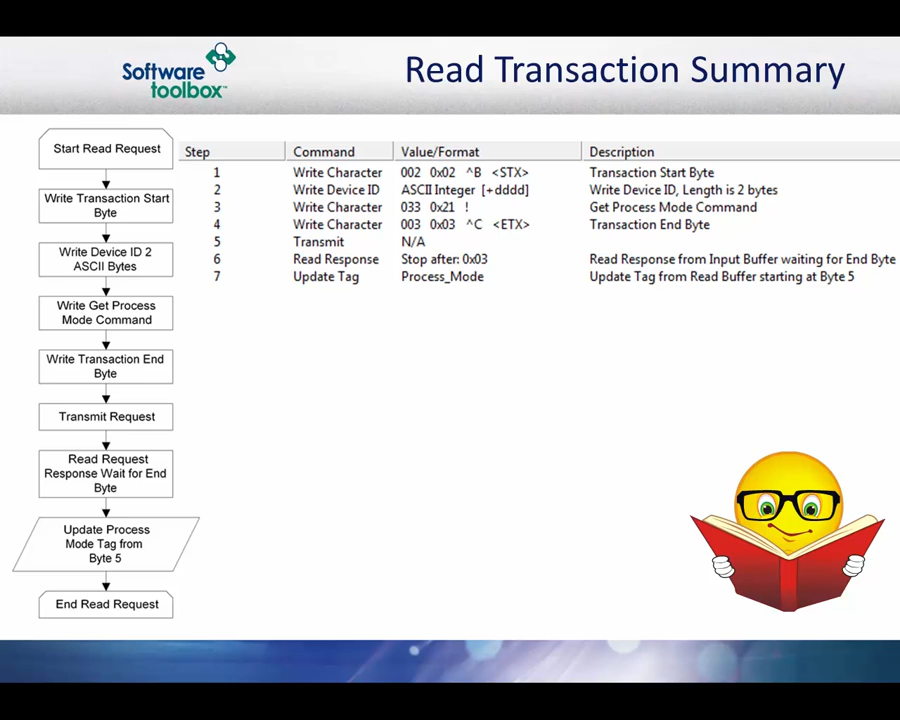 Software
toolbox™
Read Transaction Summary
Start Read Request
Write Transaction Start
Byte
Write Device ID 2
ASCII Bytes
Write Get Process
Mode Command
Write Transaction End
Byte
Transmit Request
Read Request
Response Wait for End
Byte
Update Process
Mode Tag from
Byte 5
End Read Request
Step Command Value/Format Description
1 Write Character 002 0x02 ^B <STX> Transaction Start Byte
2 Write Device ID ASCII Integer [+dddd] Write Device ID, Length is 2 bytes
3 Write Character 033 0x21 ! Get Process Mode Command
4 Write Character 003 0x03 ^C <ETX> Transaction End Byte
5 Transmit N/A
6 Read Response Stop after: 0x03 Read Response from Input Buffer waiting for End Byte
7 Update Tag Process_Mode Update Tag from Read Buffer starting at Byte 5